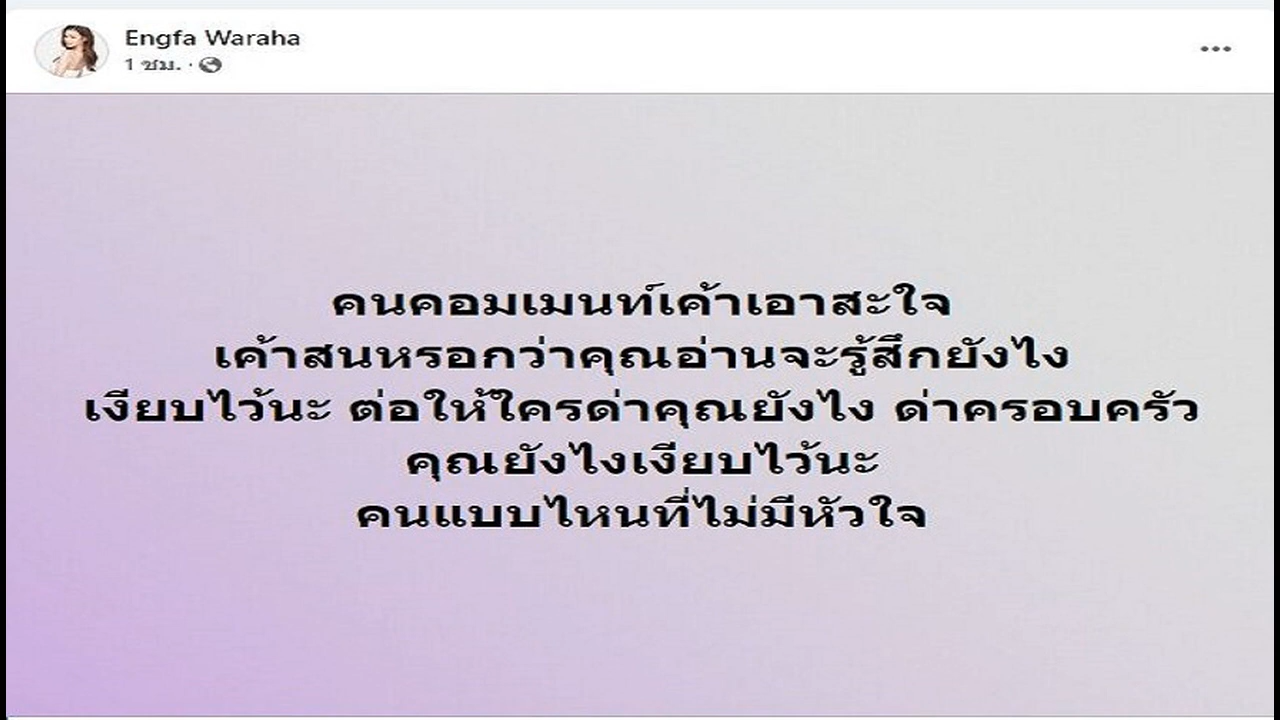 Engfa Waraha
1 ชม. ·
คนคอมเมนท์เค้าเอาสะใจ
เค้าสนหรอกว่าคุณอ่านจะรู้สึกยังไง
เงียบไว้นะ ต่อให้ใครด่าคุณยังไง ด่าครอบครัว
คุณยังไงเงียบไว้นะ
คนแบบไหนที่ไม่มีหัวใจ